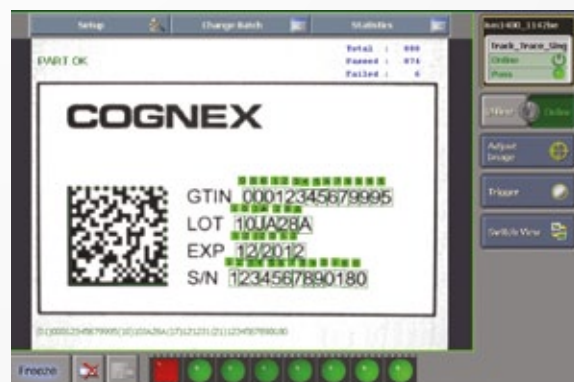 Setup
Change Batch
Statistics
PART OK
Total : 880
Passed : 874
Failed : 6
COGNEX
GTIN 00012345679995
LOT 10JA28A
EXP 12/2012
S/N 1234567890180
Track_Trace_Sing
Online
Pass
Offline
Online
Adjust Image
Trigger
Switch View
Freeze